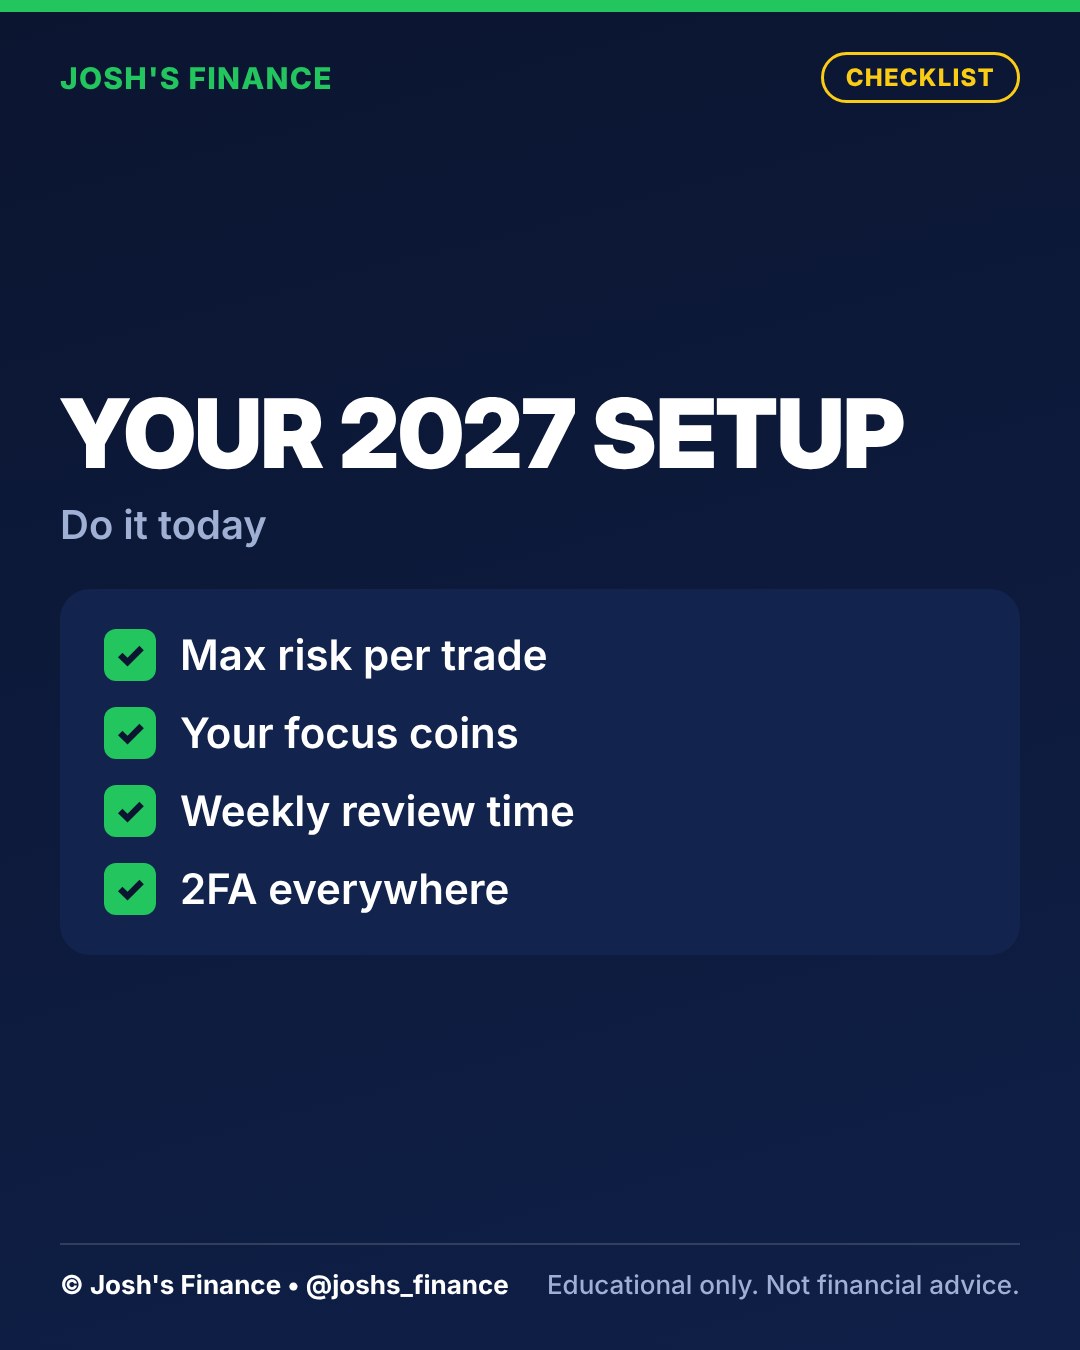 JOSH'S FINANCE
CHECKLIST
YOUR 2027 SETUP
Do it today
Max risk per trade
Your focus coins
Weekly review time
2FA everywhere
© Josh's Finance • @joshs_finance
Educational only. Not financial advice.